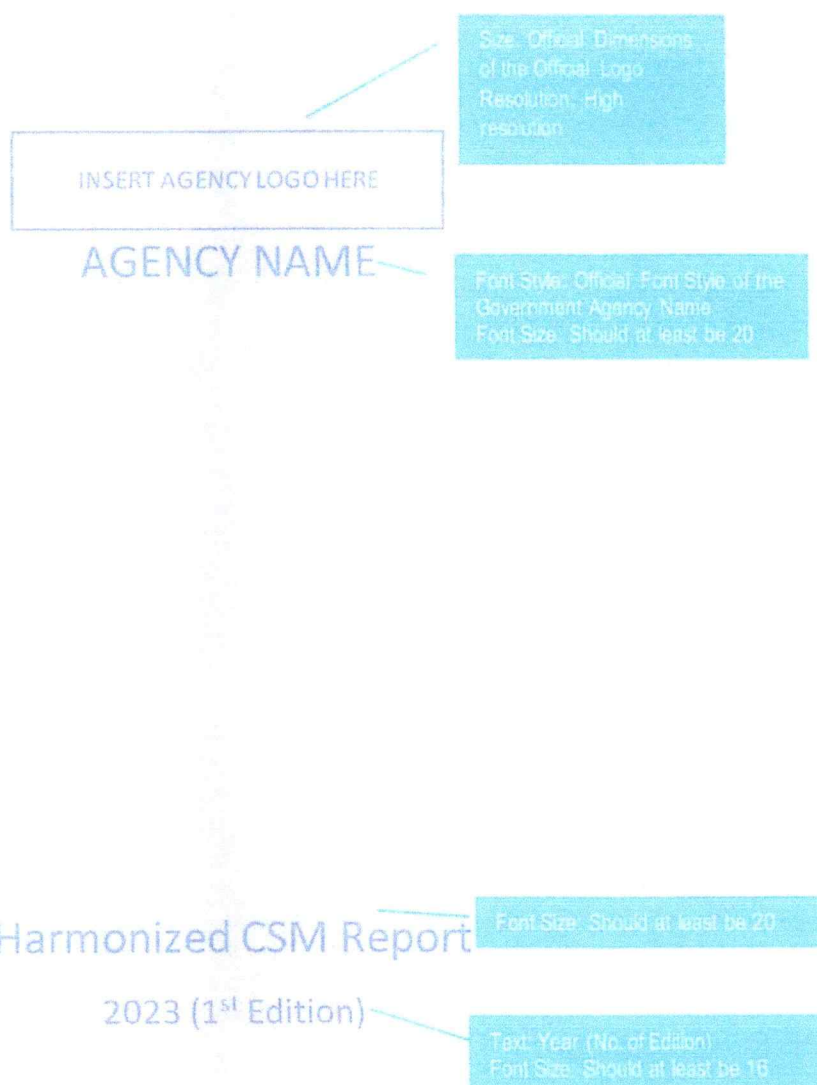 Size: Official Dimensions
of the Official Logo
Resolution: High
resolution
INSERT AGENCY LOGO HERE
AGENCY NAME
Font Style: Official Font Style of the
Government Agency Name
Font Size: Should at least be 20
Harmonized CSM Report
Font Size: Should at least be 20
2023 (1st Edition)
Text: Year (No. of Edition)
Font Size: Should at least be 16